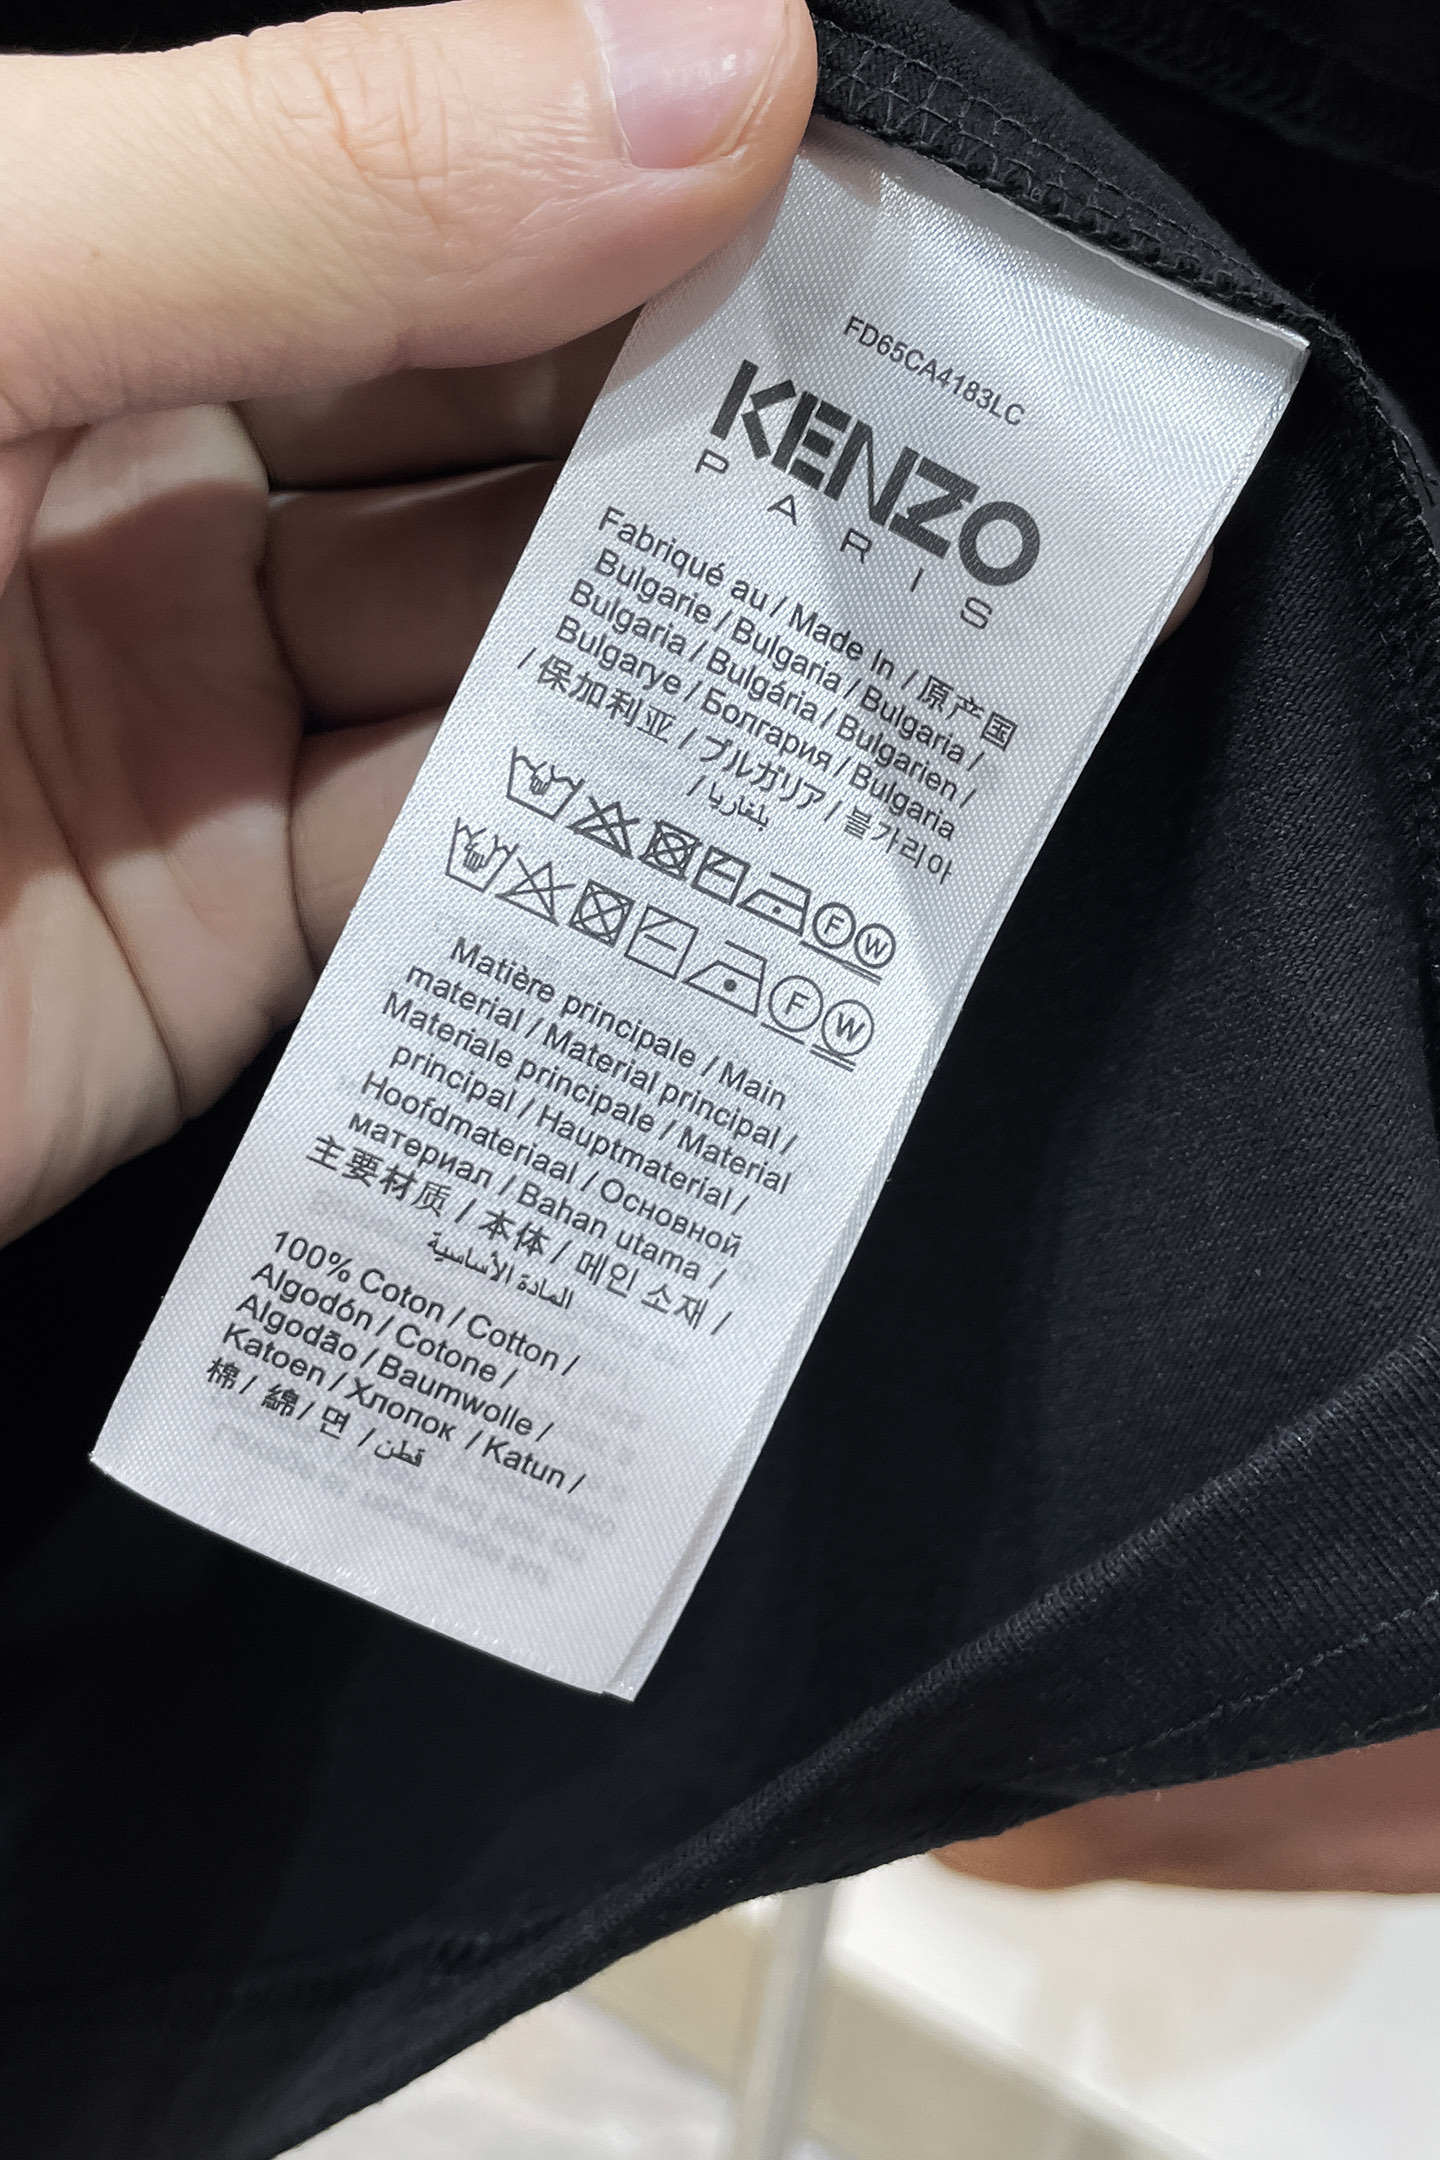 FD65CA4183LC
KENZO
PARIS
Fabriqué au / Made in / 原产国
Bulgarie / Bulgaria / Bulgaria /
Bulgaria / Bulgária / Bulgarien /
Bulgarye / Болгария / Bulgaria
/ 保加利亚 / ブルガリア / 불가리아
/ بلغاريا
F W
F W
Matière principale / Main
material / Material principal /
Materiale principale / Material
principal / Hauptmaterial /
Hoofdmateriaal / Основной
материал / Bahan utama /
主要材质 / 本体 / 메인 소재 /
المادة الأساسية
100% Coton / Cotton /
Algodón / Cotone /
Algodão / Baumwolle /
Katoen / Хлопок / Katun /
棉 / 綿 / 면 / قطن